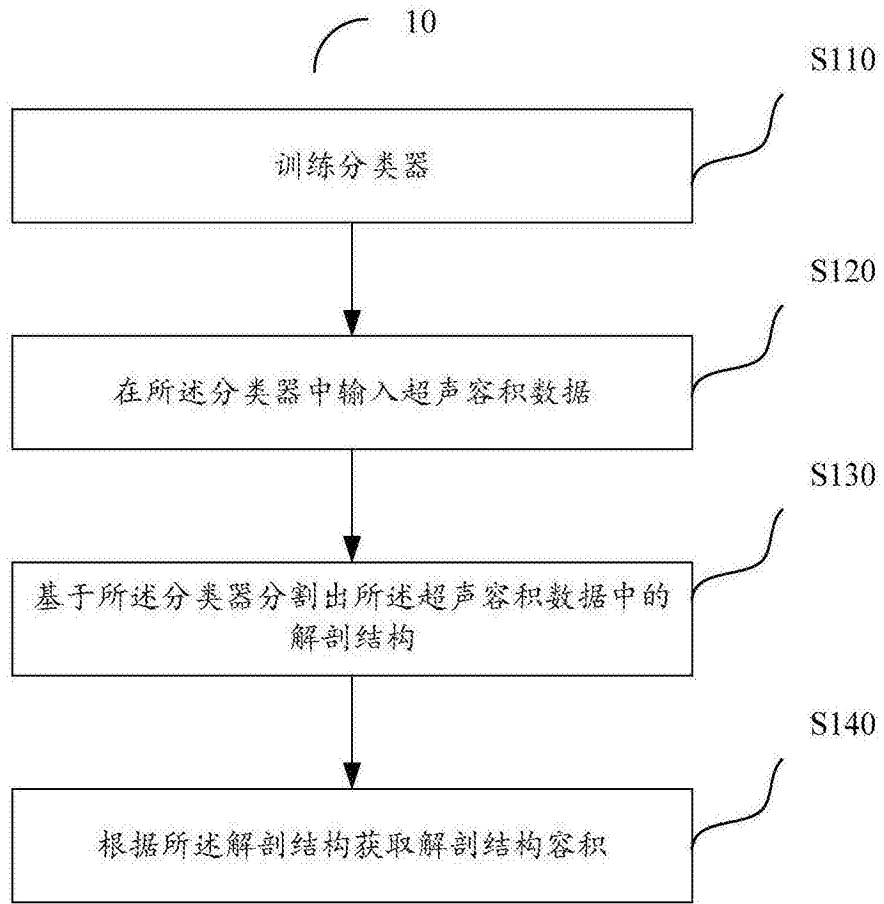 10
S110
训练分类器
S120
在所述分类器中输入超声容积数据
S130
基于所述分类器分割出所述超声容积数据中的
解剖结构
S140
根据所述解剖结构获取解剖结构容积